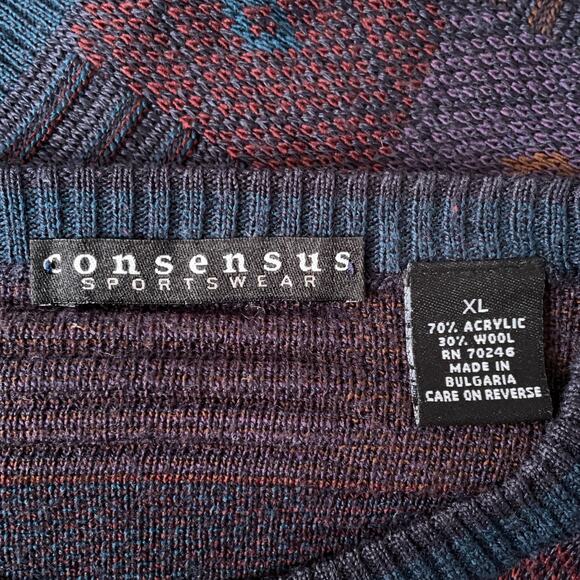 consensus
SPORTSWEAR
XL
70% ACRYLIC
30% WOOL
RN 70246
MADE IN
BULGARIA
CARE ON REVERSE